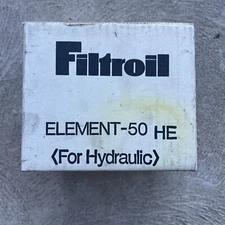 Filtroil
ELEMENT-50 HE
〈For Hydraulic〉